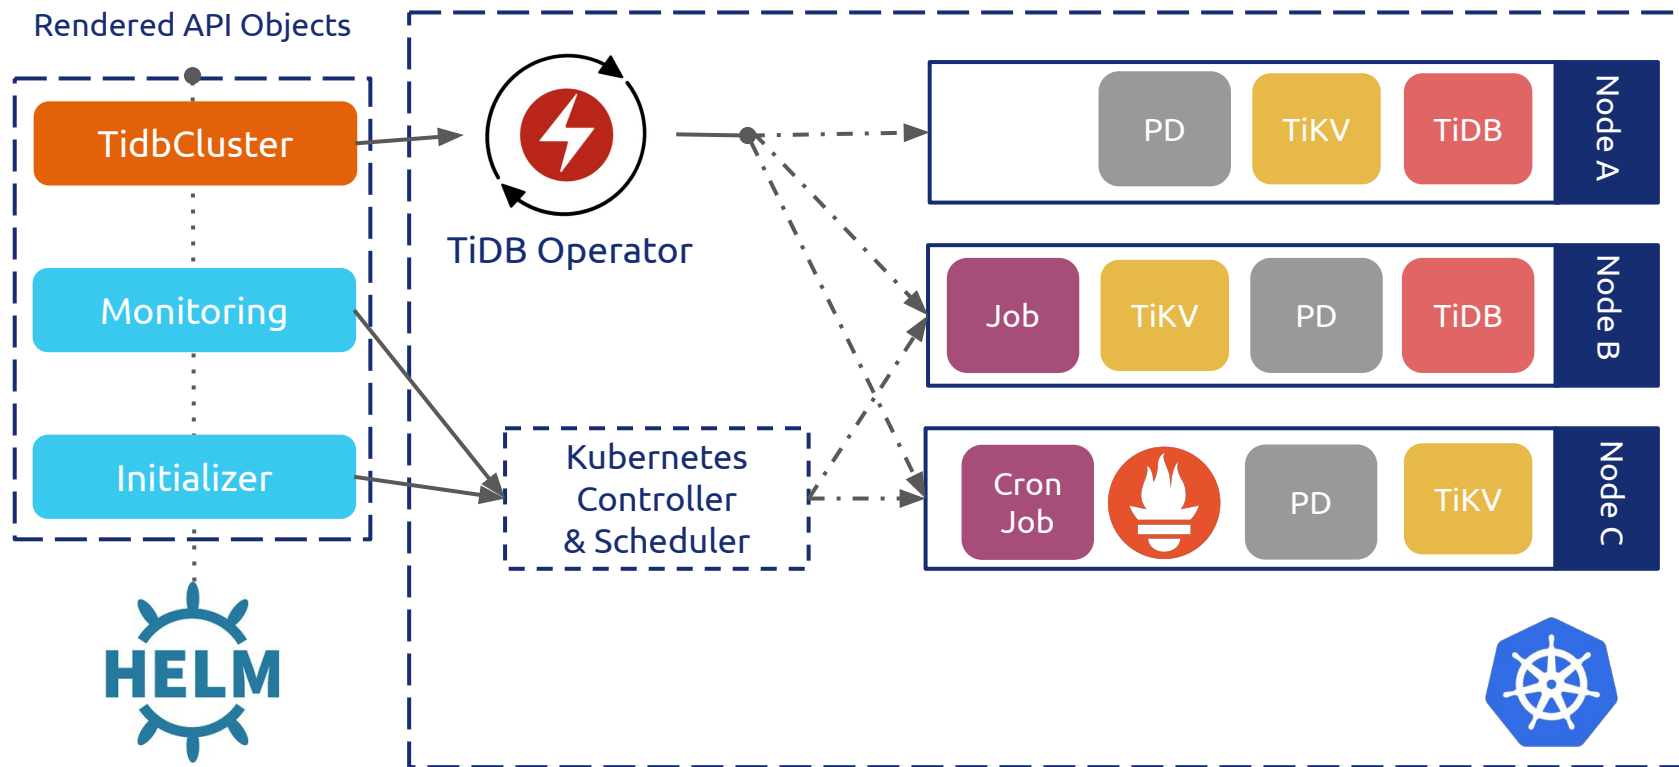 Rendered API Objects
TidbCluster
Monitoring
Initializer
HELM
TiDB Operator
Kubernetes
Controller
& Scheduler
PD
TiKV
TiDB
Node A
Job
TiKV
PD
TiDB
Node B
Cron
Job
PD
TiKV
Node C